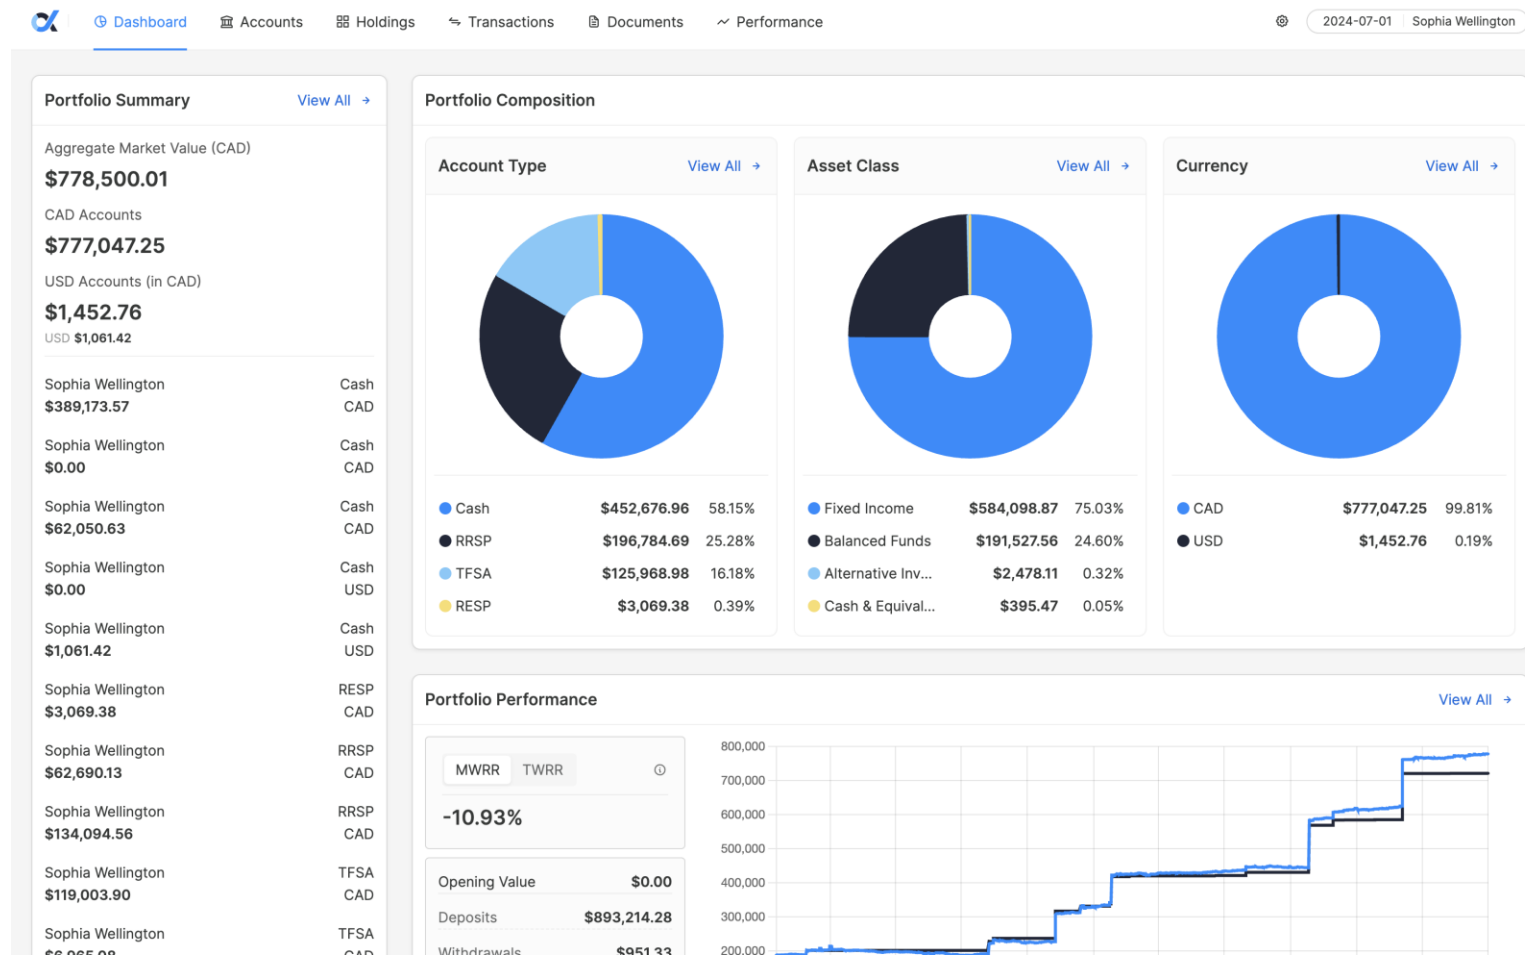 Dashboard Accounts Holdings Transactions Documents Performance 2024-07-01 Sophia Wellington
Portfolio Summary View All
Aggregate Market Value (CAD)
$778,500.01
CAD Accounts
$777,047.25
USD Accounts (in CAD)
$1,452.76
USD $1,061.42
Sophia Wellington Cash
$389,173.57 CAD
Sophia Wellington Cash
$0.00 CAD
Sophia Wellington Cash
$62,050.63 CAD
Sophia Wellington Cash
$0.00 USD
Sophia Wellington Cash
$1,061.42 USD
Sophia Wellington RESP
$3,069.38 CAD
Sophia Wellington RRSP
$62,690.13 CAD
Sophia Wellington RRSP
$134,094.56 CAD
Sophia Wellington TFSA
$119,003.90 CAD
Sophia Wellington TFSA
$6,965.08 CAD
Portfolio Composition
Account Type View All
Cash $452,676.96 58.15%
RRSP $196,784.69 25.28%
TFSA $125,968.98 16.18%
RESP $3,069.38 0.39%
Asset Class View All
Fixed Income $584,098.87 75.03%
Balanced Funds $191,527.56 24.60%
Alternative Inv... $2,478.11 0.32%
Cash & Equival... $395.47 0.05%
Currency View All
CAD $777,047.25 99.81%
USD $1,452.76 0.19%
Portfolio Performance View All
MWRR TWRR
-10.93%
Opening Value $0.00
Deposits $893,214.28
Withdrawals $951.33
800,000
700,000
600,000
500,000
400,000
300,000
200,000